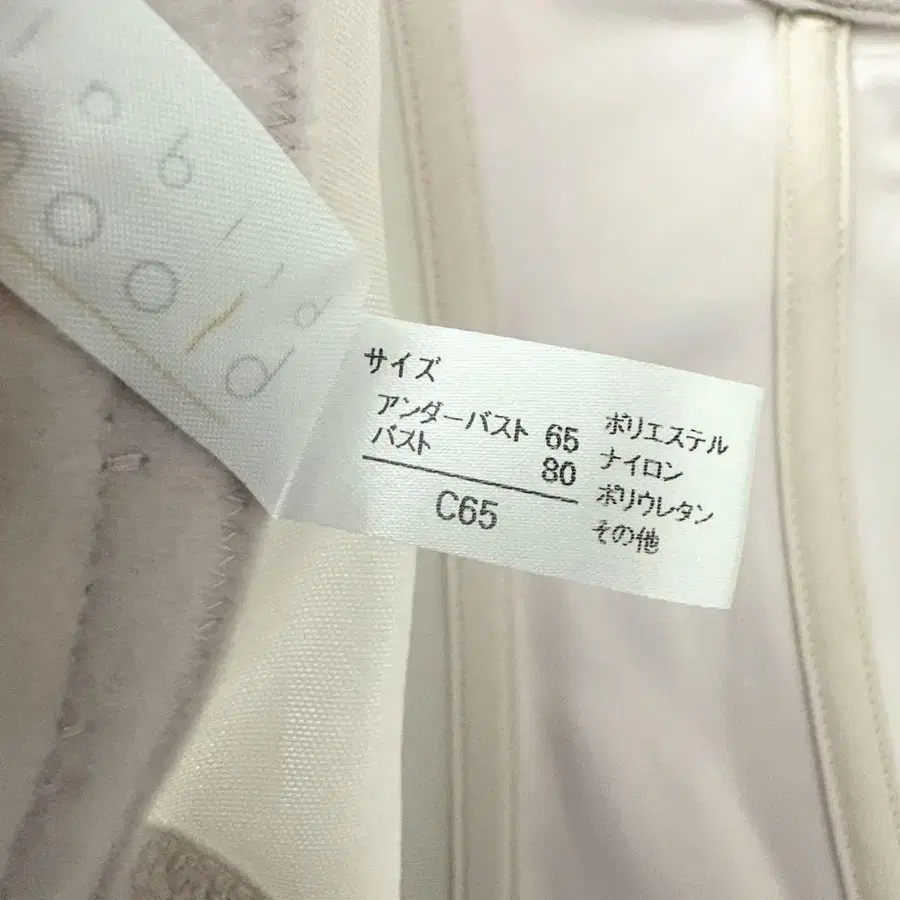 サイズ
アンダーバスト 65
バスト 80
C65
ポリエステル
ナイロン
ポリウレタン
その他